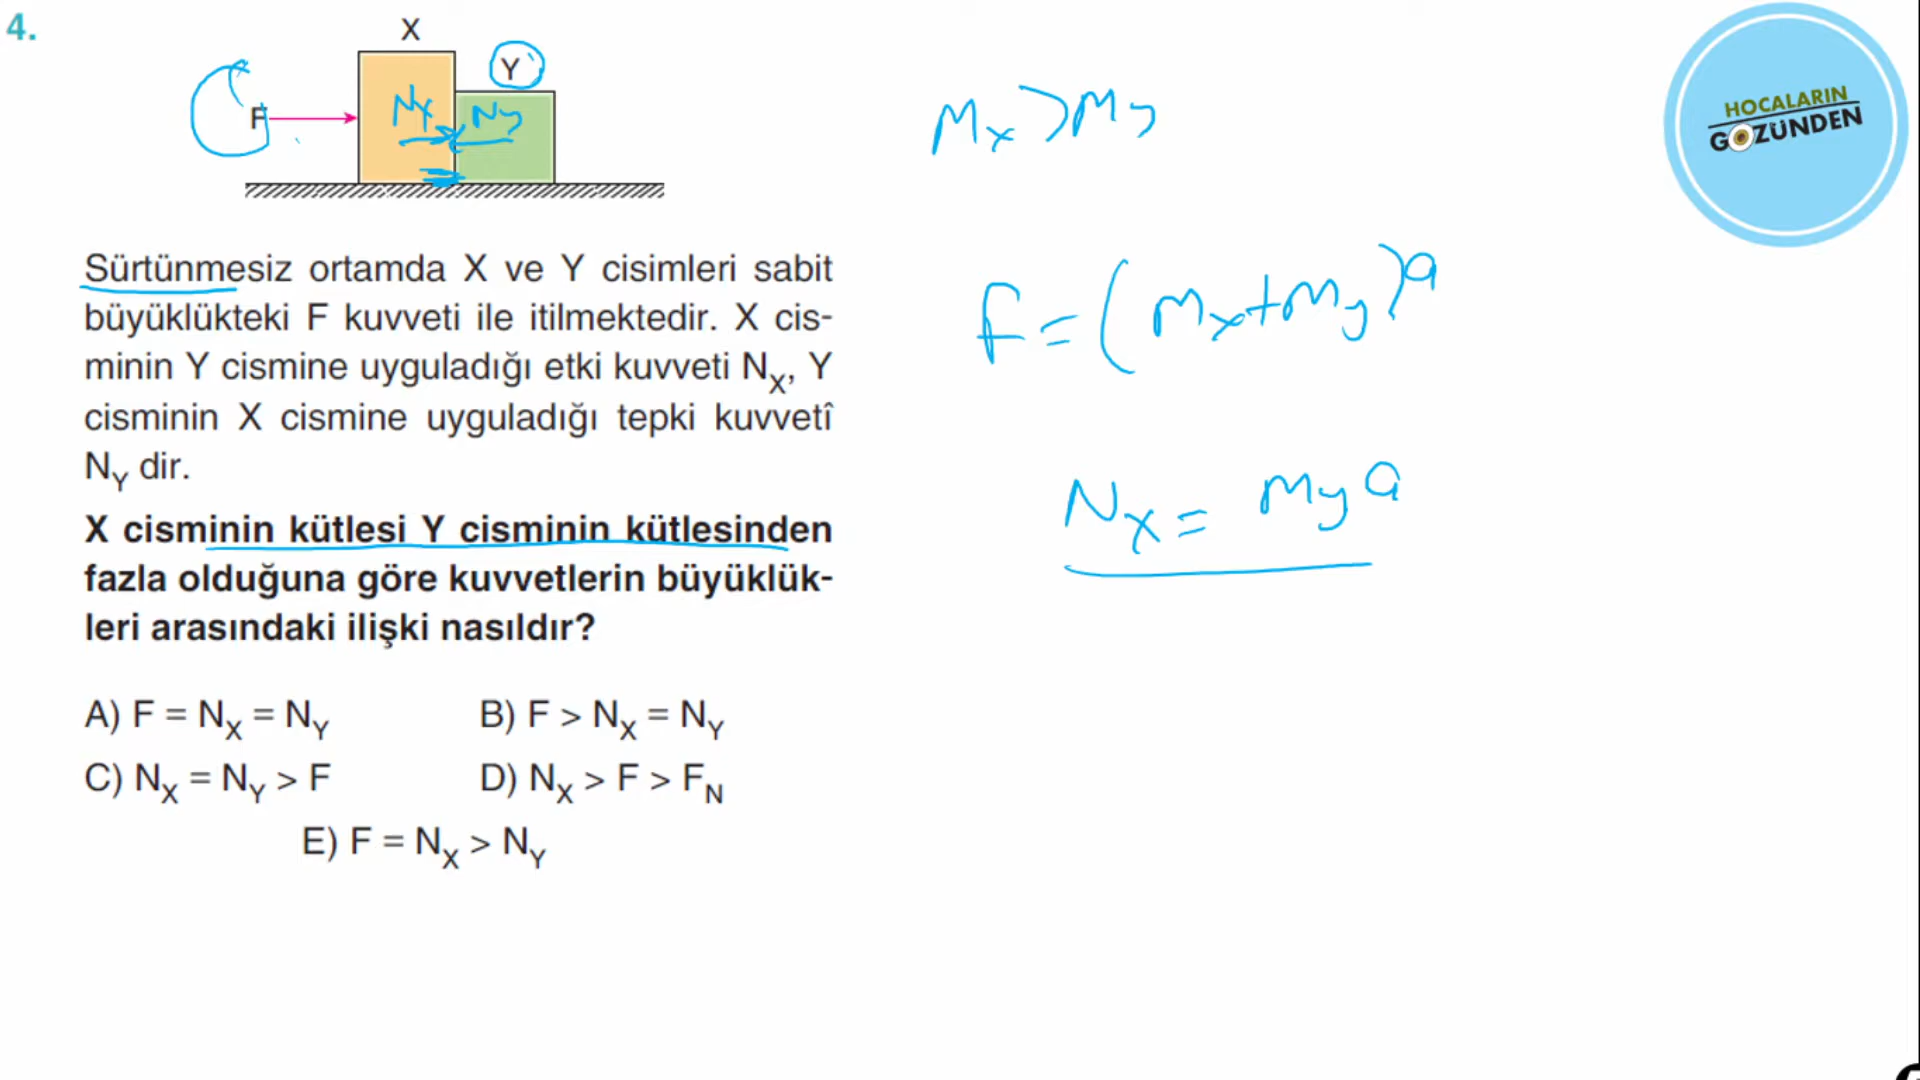 4.
X
Y
F
Nx
Ny
Mx > My
HOCALARIN
GÖZÜNDEN
F = (mx + my)a
Sürtünmesiz ortamda X ve Y cisimleri sabit
büyüklükteki F kuvveti ile itilmektedir. X cis-
minin Y cismine uyguladığı etki kuvveti NX, Y
cisminin X cismine uyguladığı tepki kuvvetî
NY dir.
Nx = my a
X cisminin kütlesi Y cisminin kütlesinden
fazla olduğuna göre kuvvetlerin büyüklük-
leri arasındaki ilişki nasıldır?
A) F = NX = NY
B) F > NX = NY
C) NX = NY > F
D) NX > F > FN
E) F = NX > NY